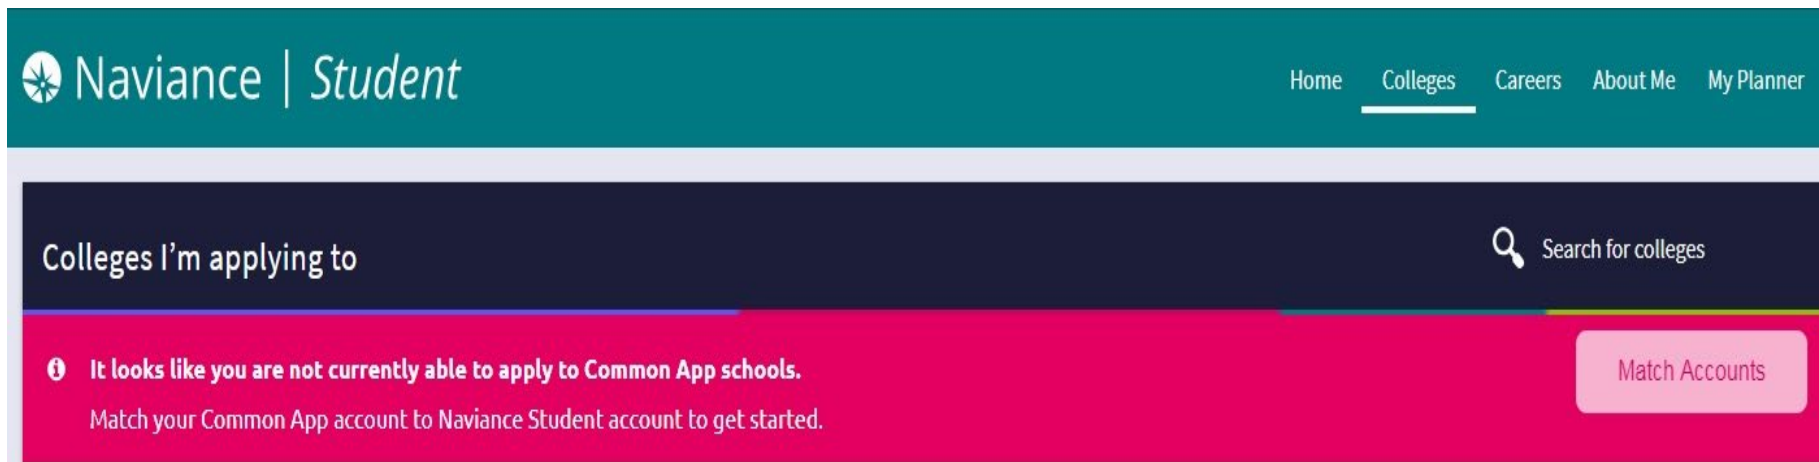 Naviance | Student
Home Colleges Careers About Me My Planner
Colleges I’m applying to
Search for colleges
It looks like you are not currently able to apply to Common App schools.
Match Accounts
Match your Common App account to Naviance Student account to get started.